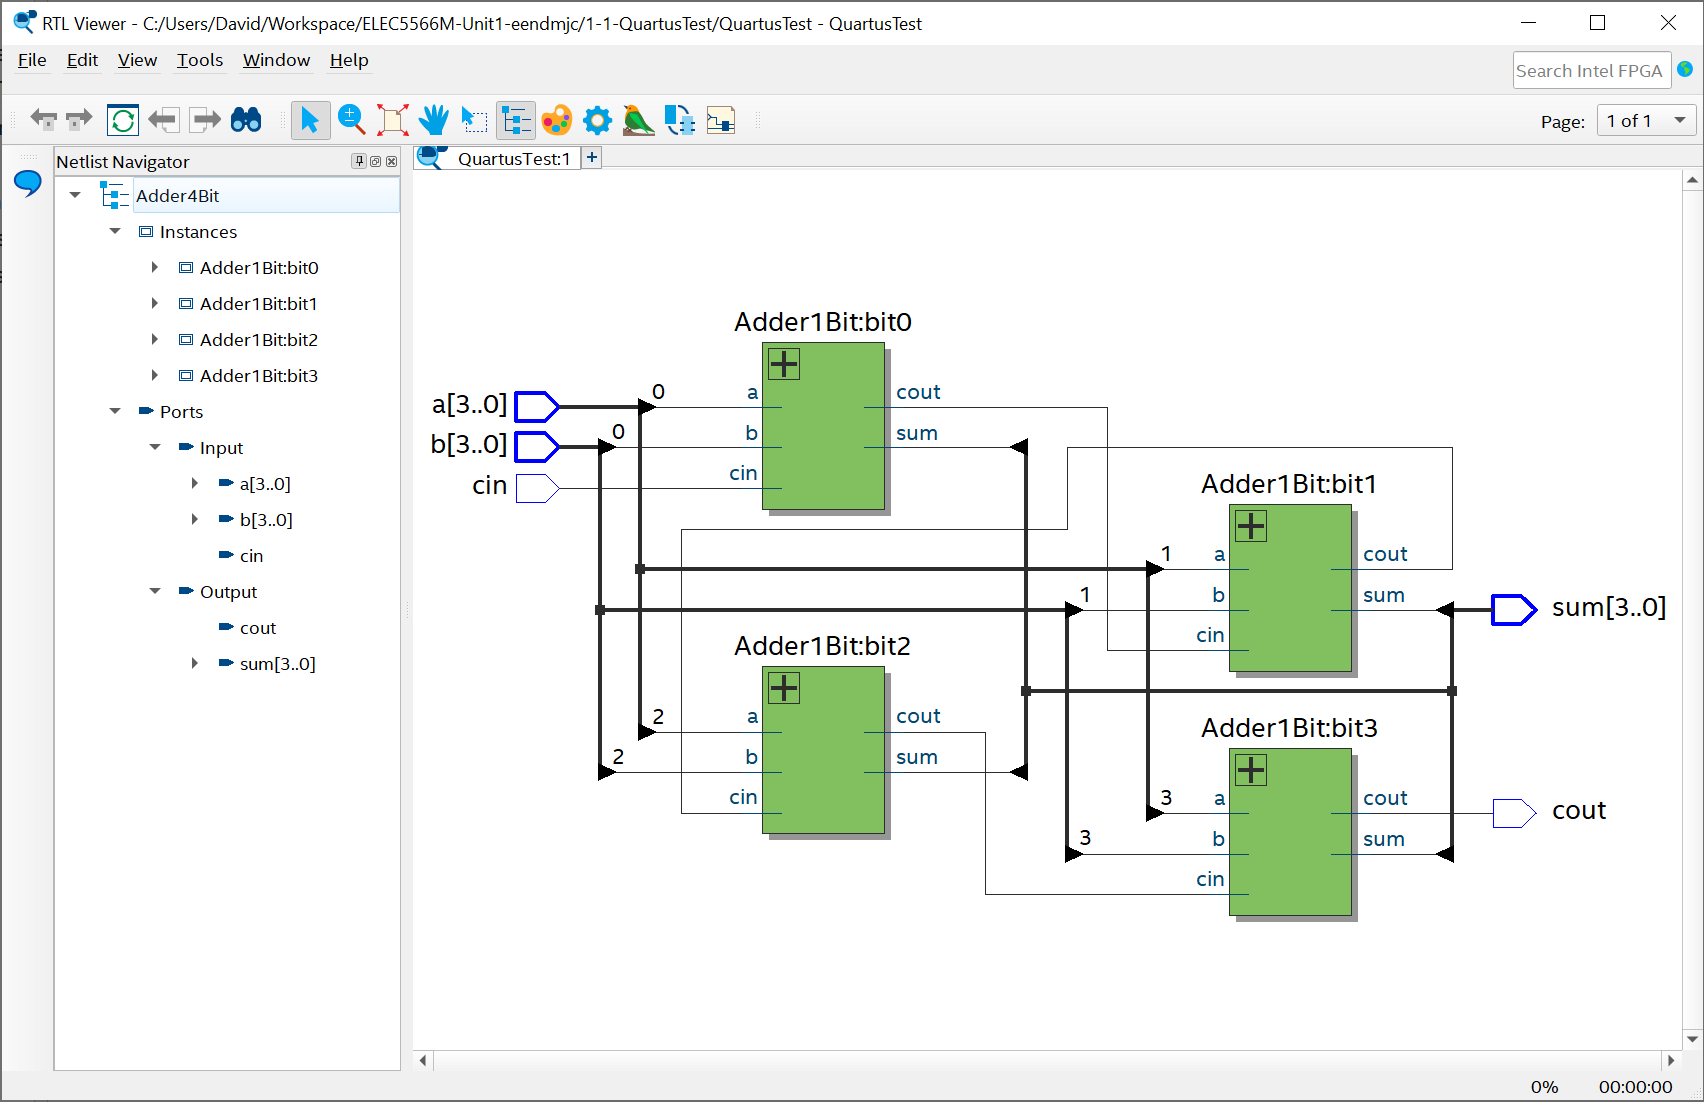 RTL Viewer - C:/Users/David/Workspace/ELEC5566M-Unit1-eendmjc/1-1-QuartusTest/QuartusTest - QuartusTest
File Edit View Tools Window Help
Search Intel FPGA
Page: 1 of 1
Netlist Navigator
QuartusTest:1
Adder4Bit
Instances
Adder1Bit:bit0
Adder1Bit:bit1
Adder1Bit:bit2
Adder1Bit:bit3
Ports
Input
a[3..0]
b[3..0]
cin
Output
cout
sum[3..0]
Adder1Bit:bit0
a[3..0] 0 a cout
b[3..0] 0 b sum
cin cin
Adder1Bit:bit1
1 a cout
1 b sum sum[3..0]
cin
Adder1Bit:bit2
2 a cout
2 b sum
cin
Adder1Bit:bit3
3 a cout cout
3 b sum
cin
0% 00:00:00